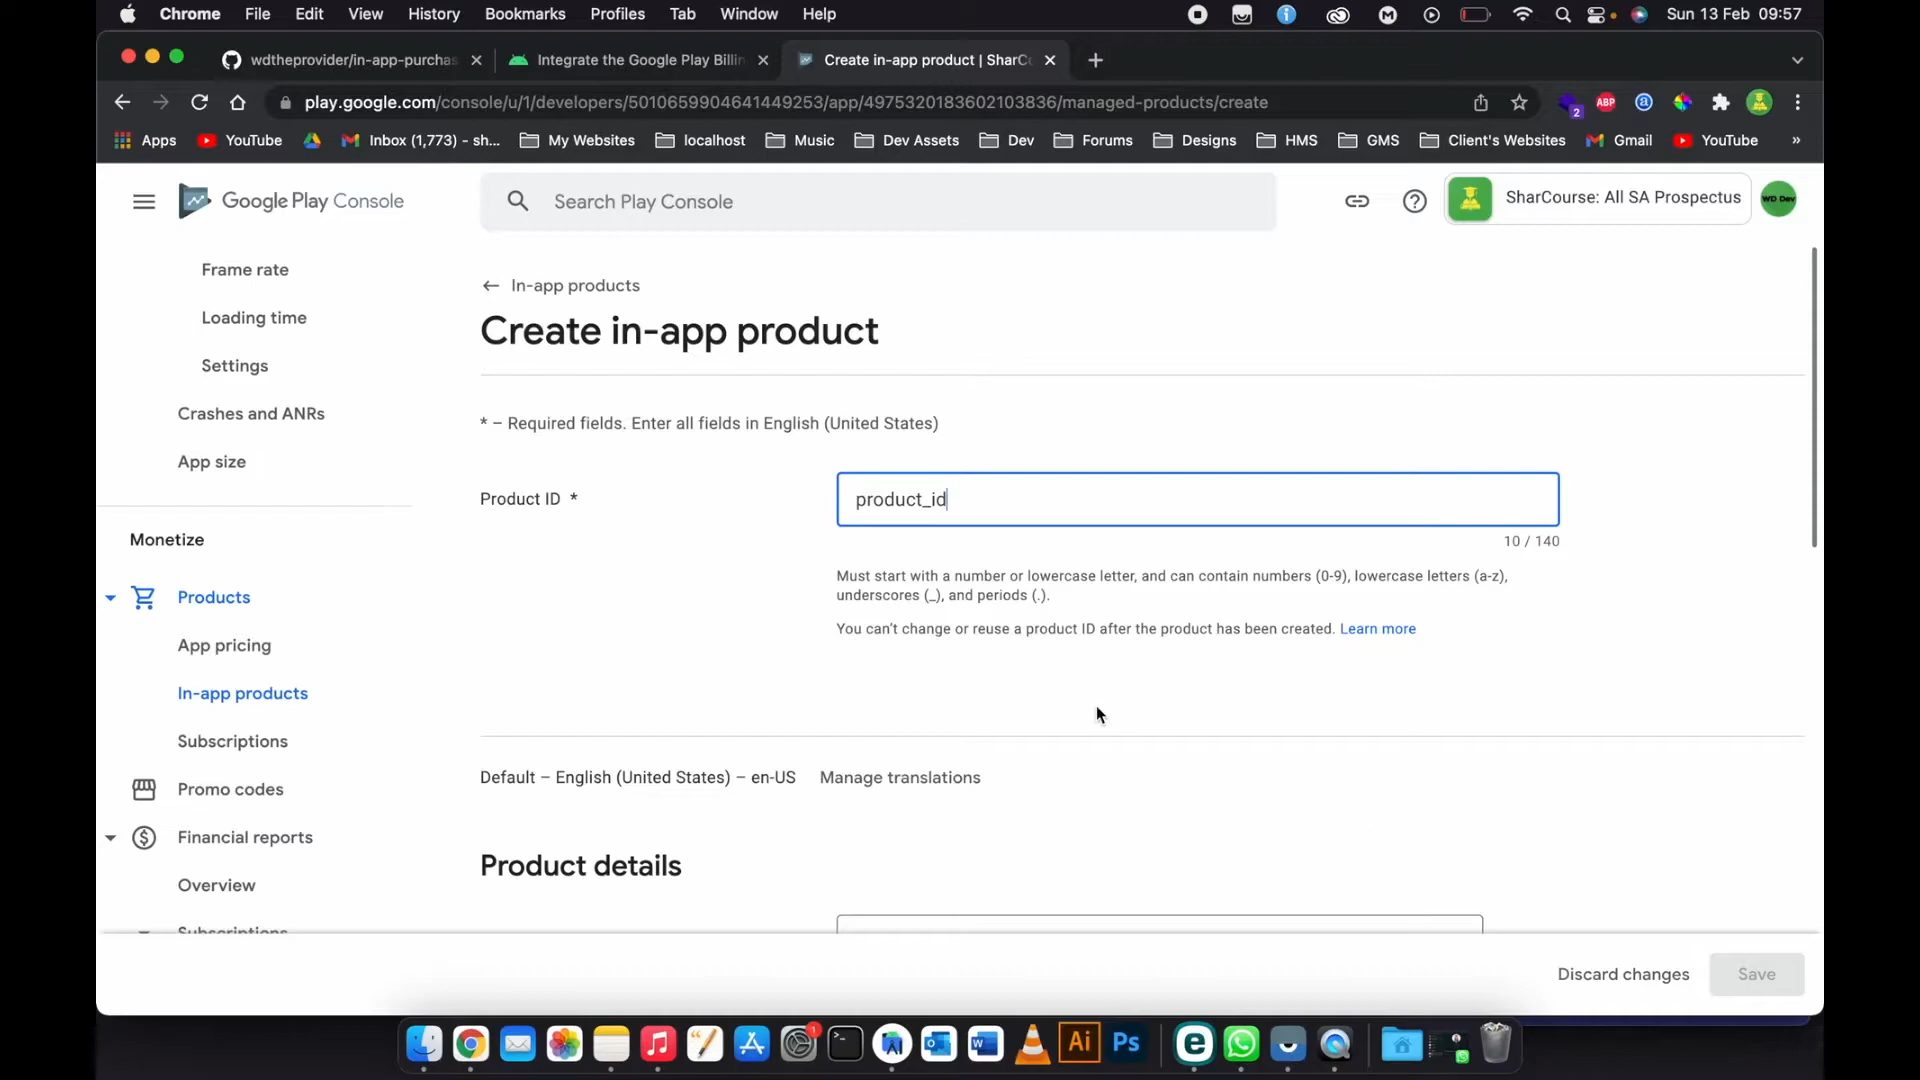 Chrome File Edit View History Bookmarks Profiles Tab Window Help Sun 13 Feb 09:57
wdtheprovider/in-app-purchas
Integrate the Google Play Billin
Create in-app product | SharCo
play.google.com/console/u/1/developers/5010659904641449253/app/4975320183602103836/managed-products/create
2
ABP
Apps YouTube Inbox (1,773) - sh... My Websites localhost Music Dev Assets Dev Forums Designs HMS GMS Client's Websites Gmail YouTube »
Google Play Console
Search Play Console
SharCourse: All SA Prospectus
WD Dev
Frame rate
Loading time
Settings
Crashes and ANRs
App size
Monetize
Products
App pricing
In-app products
Subscriptions
Promo codes
Financial reports
Overview
Subscriptions
← In-app products
Create in-app product
* – Required fields. Enter all fields in English (United States)
Product ID *
product_id
10 / 140
Must start with a number or lowercase letter, and can contain numbers (0-9), lowercase letters (a-z),
underscores (_), and periods (.).
You can't change or reuse a product ID after the product has been created. Learn more
Default – English (United States) – en-US Manage translations
Product details
Discard changes
Save
1
Ai
Ps